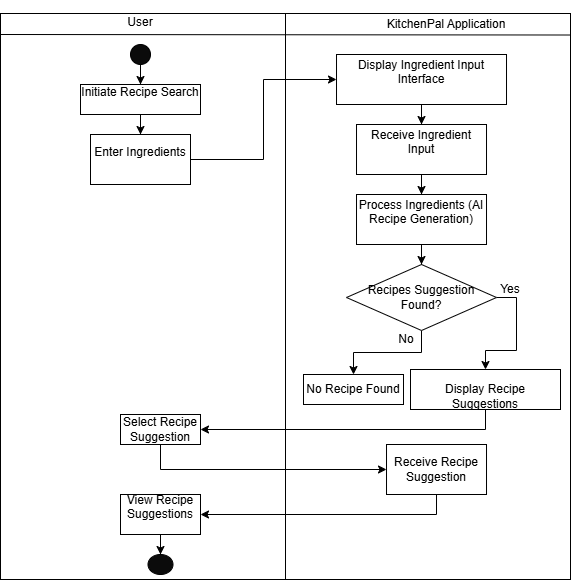 User
KitchenPal Application
Initiate Recipe Search
Enter Ingredients
Display Ingredient Input
Interface
Receive Ingredient
Input
Process Ingredients (AI
Recipe Generation)
Recipes Suggestion
Found?
Yes
No
No Recipe Found
Display Recipe
Suggestions
Select Recipe
Suggestion
Receive Recipe
Suggestion
View Recipe
Suggestions